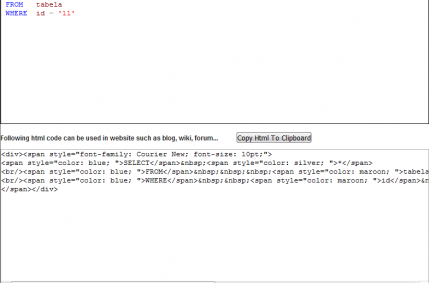 FROM   tabela
WHERE  id = '11'
Following html code can be used in website such as blog, wiki, forum... Copy Html To Clipboard
<div><span style="font-family: Courier New; font-size: 10pt;">
<span style="color: blue; ">SELECT</span>&nbsp;<span style="color: silver; ">*</span>
<br/><span style="color: blue; ">FROM</span>&nbsp;&nbsp;&nbsp;<span style="color: maroon; ">tabela
<br/><span style="color: blue; ">WHERE</span>&nbsp;&nbsp;<span style="color: maroon; ">id</span>&n
</span></div>